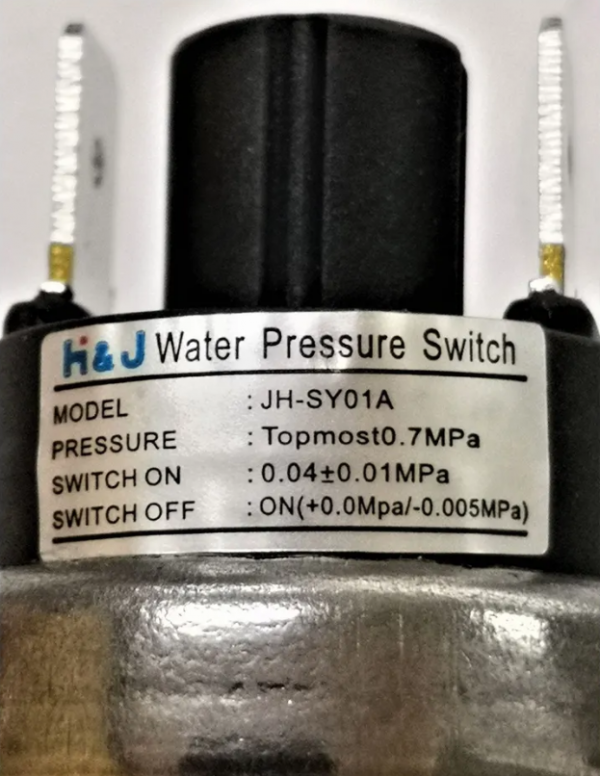 H&J Water Pressure Switch
MODEL : JH-SY01A
PRESSURE : Topmost0.7MPa
SWITCH ON : 0.04±0.01MPa
SWITCH OFF : ON(+0.0Mpa/-0.005MPa)